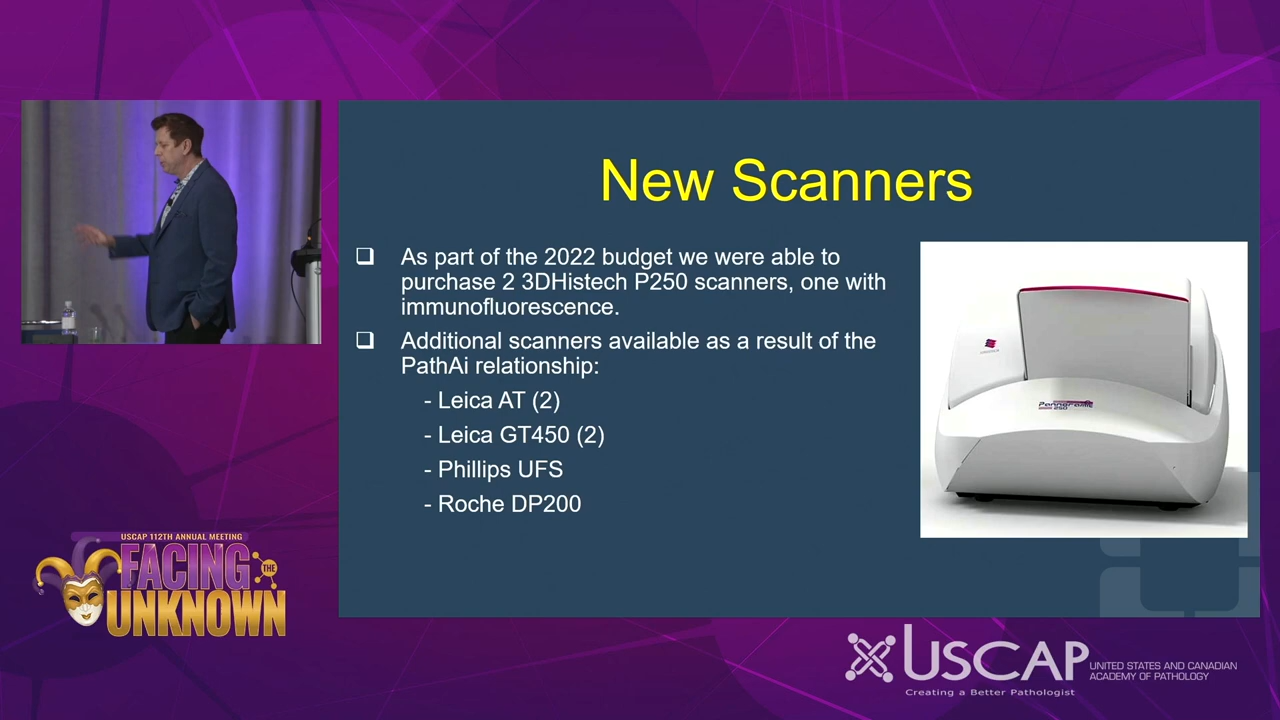 New Scanners
❑ As part of the 2022 budget we were able to
purchase 2 3DHistech P250 scanners, one with
immunofluorescence.
❑ Additional scanners available as a result of the
PathAi relationship:
- Leica AT (2)
- Leica GT450 (2)
- Phillips UFS
- Roche DP200
Pannoramic
250
USCAP 112TH ANNUAL MEETING
FACING THE
UNKNOWN
USCAP
UNITED STATES AND CANADIAN
ACADEMY OF PATHOLOGY
Creating a Better Pathologist